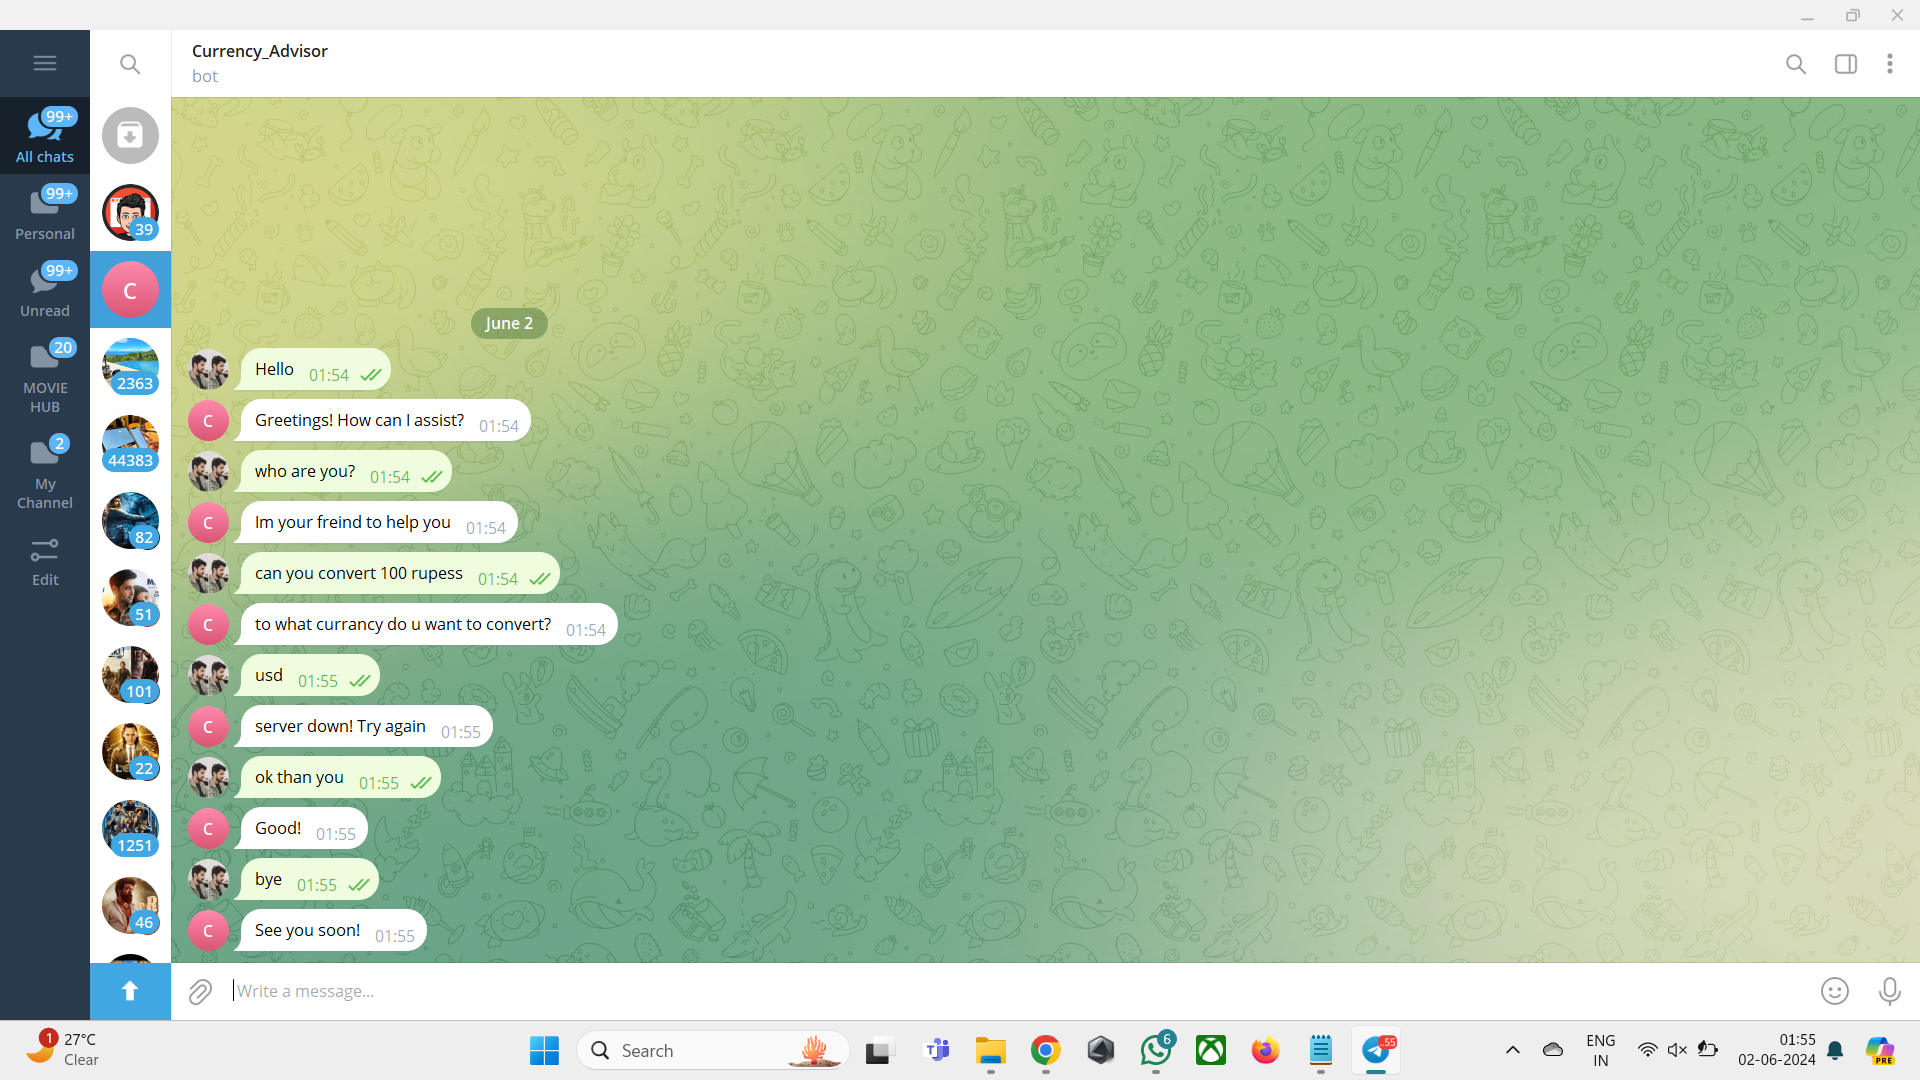 Currency_Advisor
bot
99+
All chats
99+
Personal
99+
Unread
20
MOVIE
HUB
2
My
Channel
Edit
39
C
2363
44383
82
51
101
22
1251
46
June 2
Hello 01:54
C Greetings! How can I assist? 01:54
who are you? 01:54
C Im your freind to help you 01:54
can you convert 100 rupess 01:54
C to what currancy do u want to convert? 01:54
usd 01:55
C server down! Try again 01:55
ok than you 01:55
C Good! 01:55
bye 01:55
C See you soon! 01:55
Write a message...
1
27°C
Clear
Search
6
..55
ENG
IN
01:55
02-06-2024
PRE